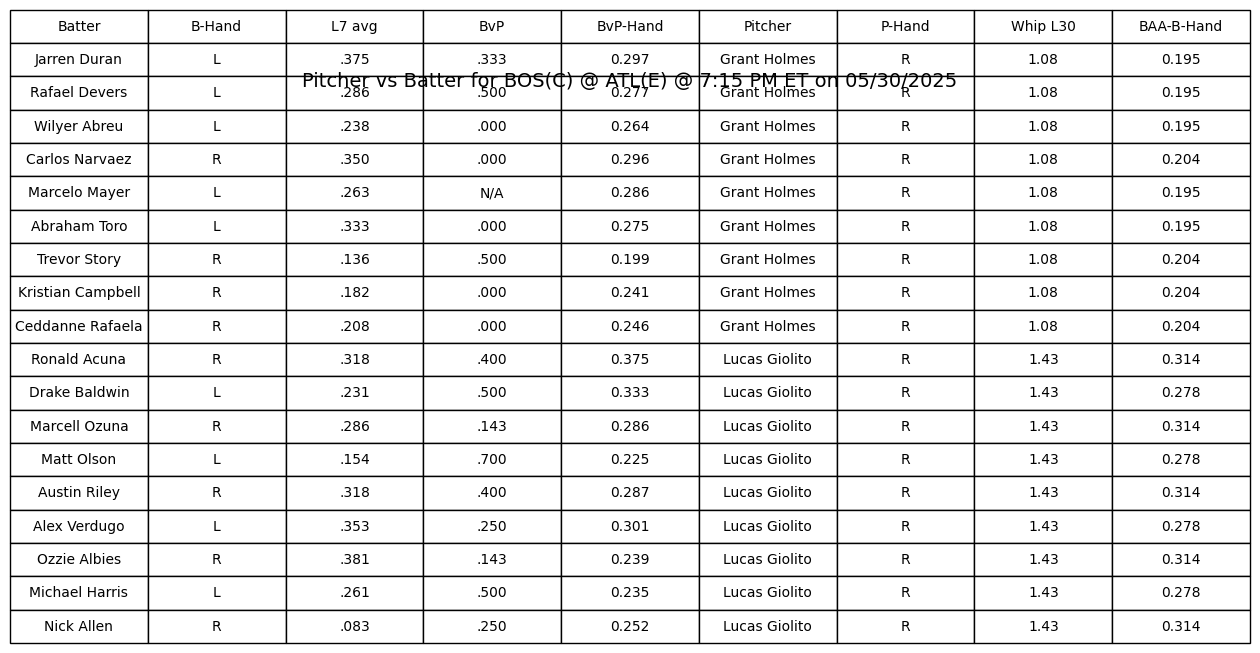 Batter B-Hand L7 avg BvP BvP-Hand Pitcher P-Hand Whip L30 BAA-B-Hand
Jarren Duran L .375 .333 0.297 Grant Holmes R 1.08 0.195
Pitcher vs Batter for BOS(C) @ ATL(E) @ 7:15 PM ET on 05/30/2025
Rafael Devers L .286 .500 0.277 Grant Holmes R 1.08 0.195
Wilyer Abreu L .238 .000 0.264 Grant Holmes R 1.08 0.195
Carlos Narvaez R .350 .000 0.296 Grant Holmes R 1.08 0.204
Marcelo Mayer L .263 N/A 0.286 Grant Holmes R 1.08 0.195
Abraham Toro L .333 .000 0.275 Grant Holmes R 1.08 0.195
Trevor Story R .136 .500 0.199 Grant Holmes R 1.08 0.204
Kristian Campbell R .182 .000 0.241 Grant Holmes R 1.08 0.204
Ceddanne Rafaela R .208 .000 0.246 Grant Holmes R 1.08 0.204
Ronald Acuna R .318 .400 0.375 Lucas Giolito R 1.43 0.314
Drake Baldwin L .231 .500 0.333 Lucas Giolito R 1.43 0.278
Marcell Ozuna R .286 .143 0.286 Lucas Giolito R 1.43 0.314
Matt Olson L .154 .700 0.225 Lucas Giolito R 1.43 0.278
Austin Riley R .318 .400 0.287 Lucas Giolito R 1.43 0.314
Alex Verdugo L .353 .250 0.301 Lucas Giolito R 1.43 0.278
Ozzie Albies R .381 .143 0.239 Lucas Giolito R 1.43 0.314
Michael Harris L .261 .500 0.235 Lucas Giolito R 1.43 0.278
Nick Allen R .083 .250 0.252 Lucas Giolito R 1.43 0.314